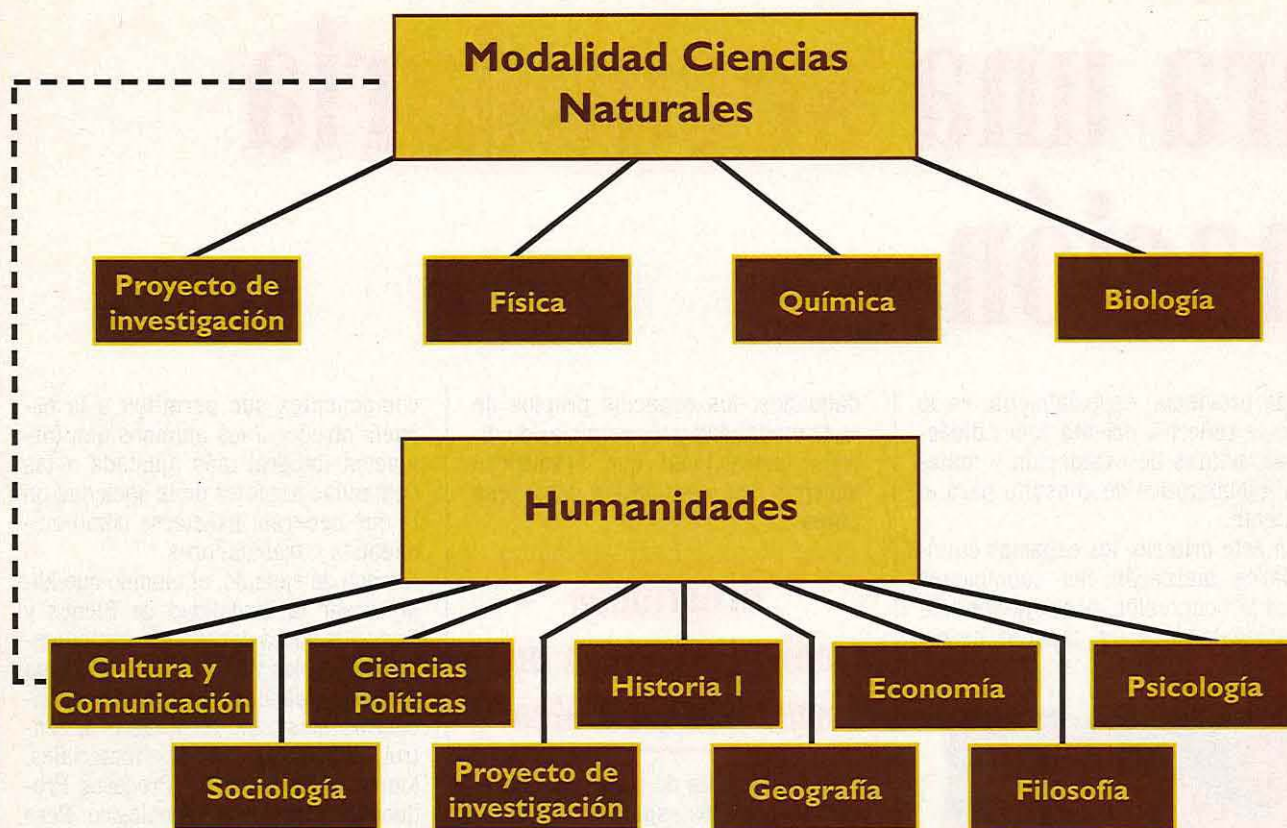 Modalidad Ciencias
Naturales
Proyecto de
investigación
Física
Química
Biología
Humanidades
Cultura y
Comunicación
Ciencias
Políticas
Historia I
Economía
Psicología
Sociología
Proyecto de
investigación
Geografía
Filosofía